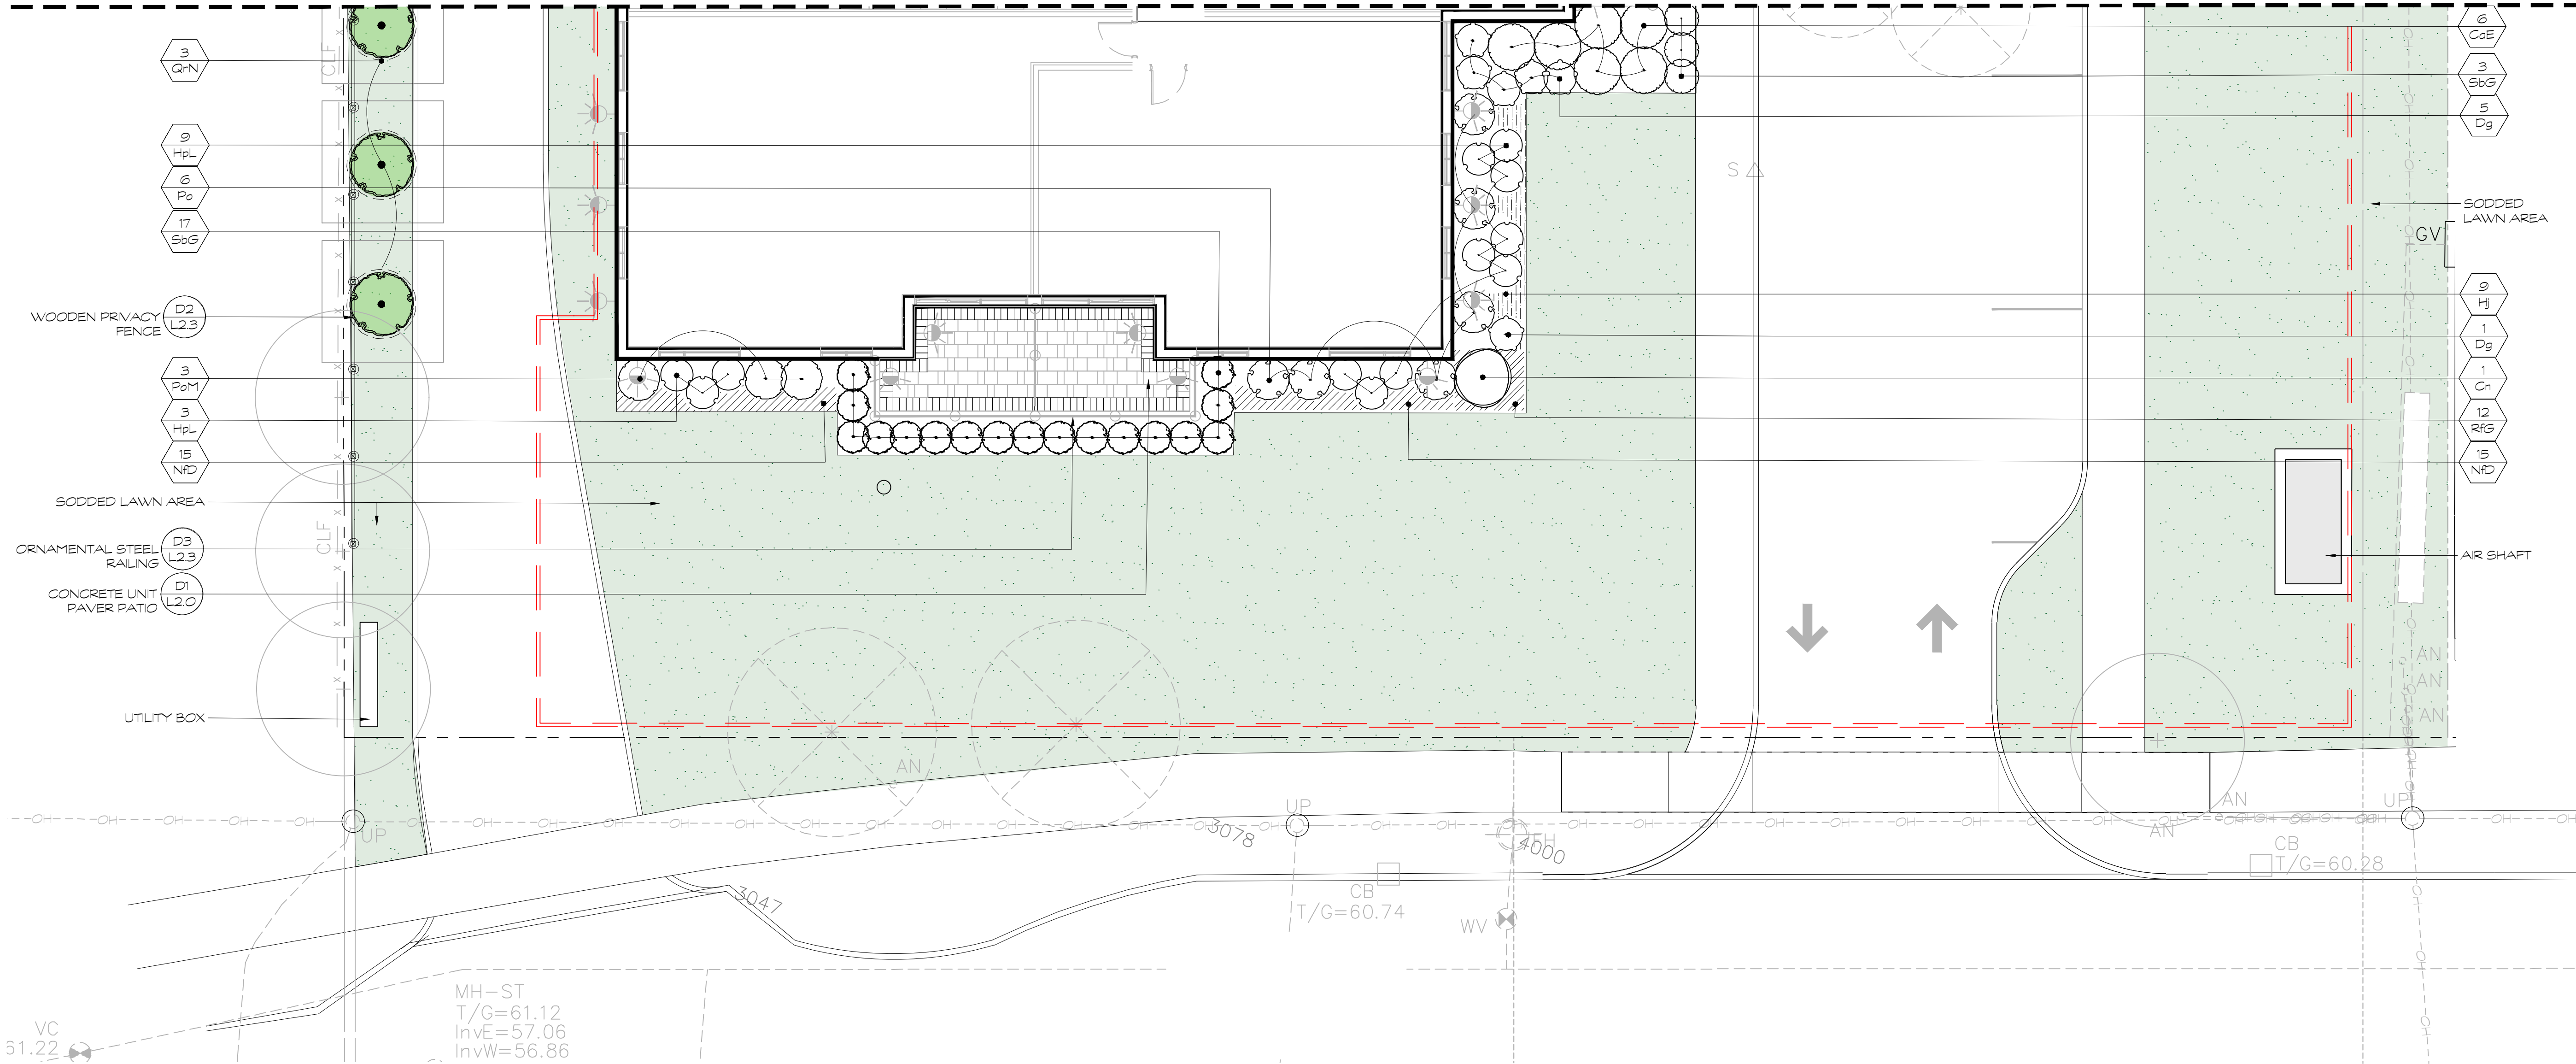 3
QrN
9
HpL
6
Po
17
SbG
WOODEN PRIVACY
FENCE
D2
L2.3
3
PoM
3
HpL
15
NfD
SODDED LAWN AREA
ORNAMENTAL STEEL
RAILING
D3
L2.3
CONCRETE UNIT
PAVER PATIO
D1
L2.0
UTILITY BOX
CLF
CLF
6
CaE
3
SbG
5
Dg
SODDED
LAWN AREA
GV
9
Hj
1
Dg
1
Cn
12
RfG
15
NfD
AIR SHAFT
S
AN
AN
AN
AN
AN
AN
UP
UP
UP
FH
3078
4000
3047
CB
T/G=60.74
WV
CB
T/G=60.28
MH-ST
T/G=61.12
InvE=57.06
InvW=56.86
VC
61.22
OH